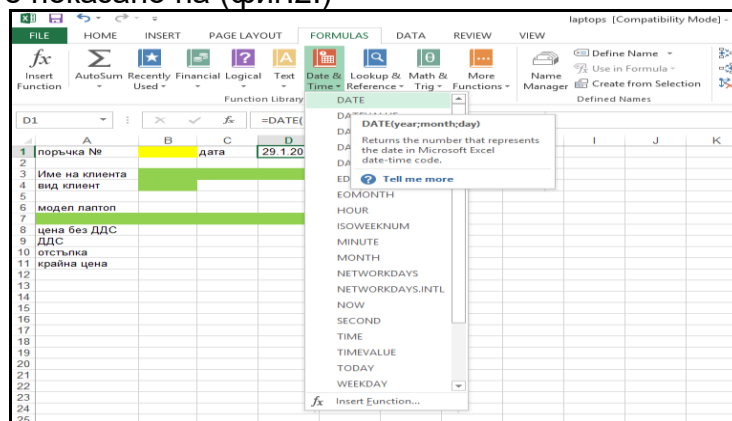 е показано на (фиг.2.)
laptops [Compatibility Mode] -
FILE HOME INSERT PAGE LAYOUT FORMULAS DATA REVIEW VIEW
fx Σ ? A θ
Insert Function AutoSum Recently Used Financial Logical Text Date & Time Lookup & Reference Math & Trig More Functions Name Manager
Define Name
Use in Formula
Create from Selection
Function Library Defined Names
D1 fx =DATE(
A B C D I J K
1 поръчка № дата 29.1.20
2
3 Име на клиента
4 вид клиент
5
6 модел лаптоп
7
8 цена без ДДС
9 ДДС
10 отстъпка
11 крайна цена
12
13
14
15
16
17
18
19
20
21
22
23
24
25
DATE
DA
DA
DA
ED
EOMONTH
HOUR
ISOWEEKNUM
MINUTE
MONTH
NETWORKDAYS
NETWORKDAYS.INTL
NOW
SECOND
TIME
TIMEVALUE
TODAY
WEEKDAY
fx Insert Function...
DATE(year;month;day)
Returns the number that represents
the date in Microsoft Excel
date-time code.
? Tell me more